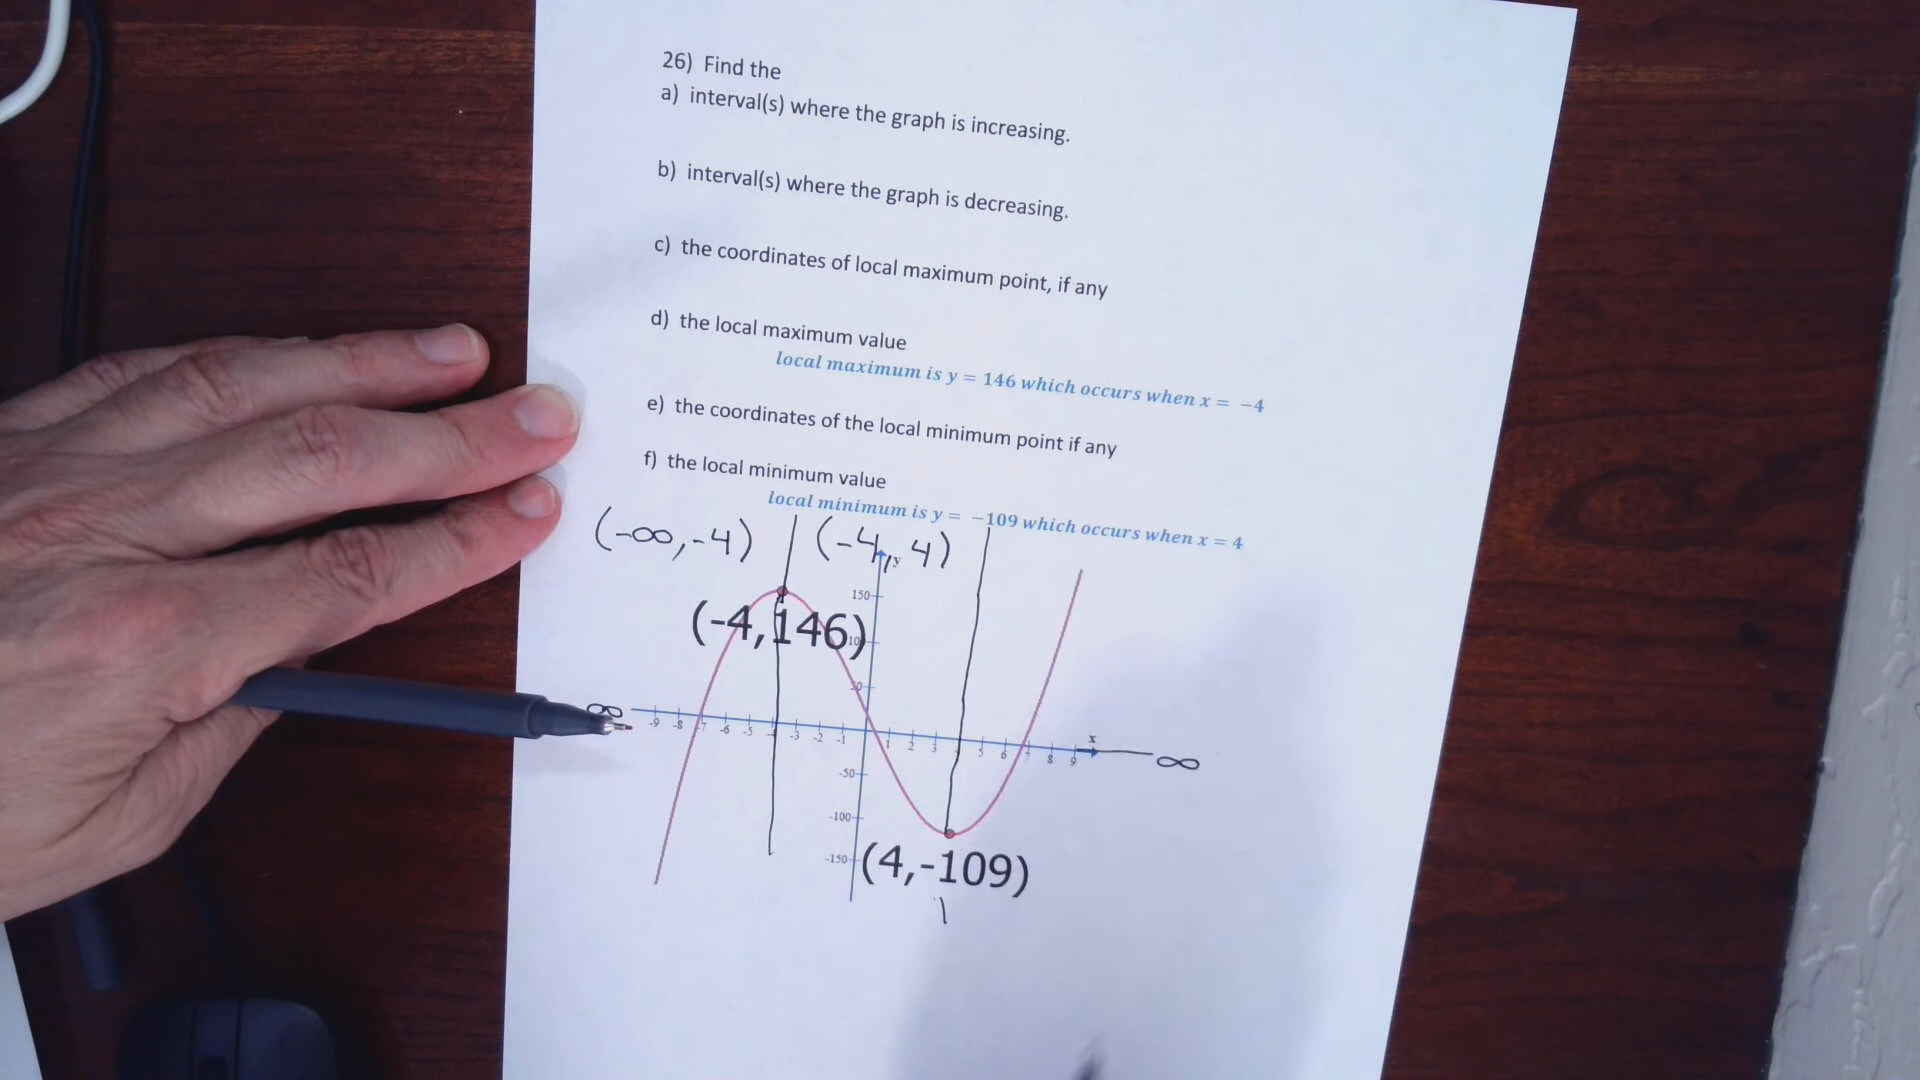 26) Find the
a) interval(s) where the graph is increasing.
b) interval(s) where the graph is decreasing.
c) the coordinates of local maximum point, if any
d) the local maximum value
local maximum is y = 146 which occurs when x = −4
e) the coordinates of the local minimum point if any
f) the local minimum value
local minimum is y = −109 which occurs when x = 4
(-∞,-4) (-4, 4)
y
150
(-4,146)
∞ -9 -8 -7 -6 -5 -3 -2 -1 1 2 3 5 6 7 8 9 x ∞
-50
-100
-150
(4,-109)